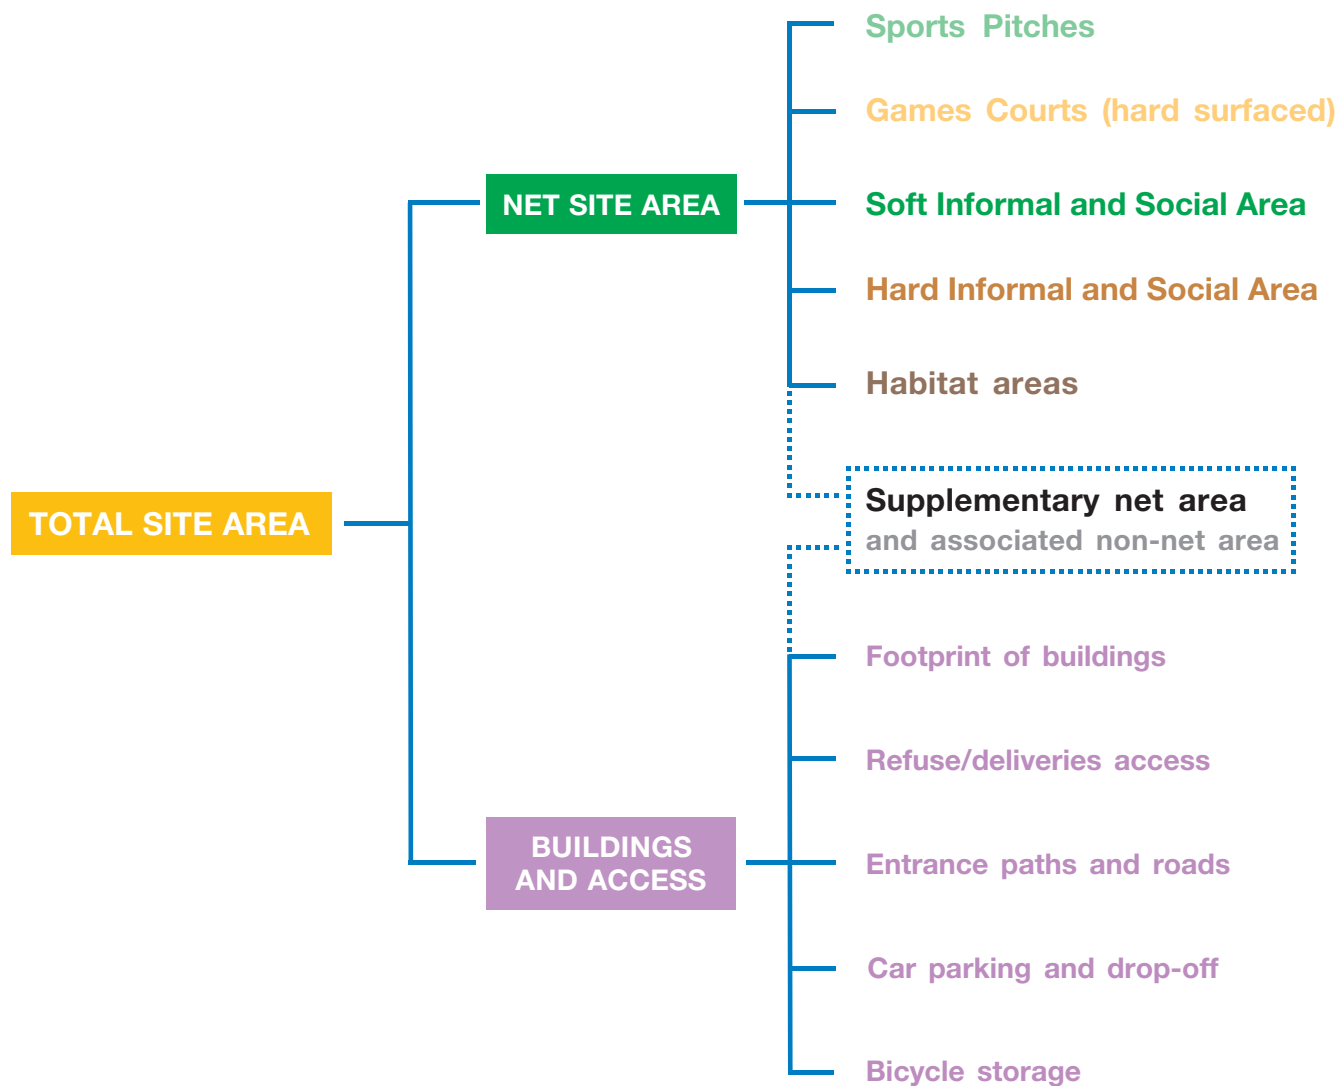 TOTAL SITE AREA
NET SITE AREA
Sports Pitches
Games Courts (hard surfaced)
Soft Informal and Social Area
Hard Informal and Social Area
Habitat areas
Supplementary net area
and associated non-net area
BUILDINGS
AND ACCESS
Footprint of buildings
Refuse/deliveries access
Entrance paths and roads
Car parking and drop-off
Bicycle storage